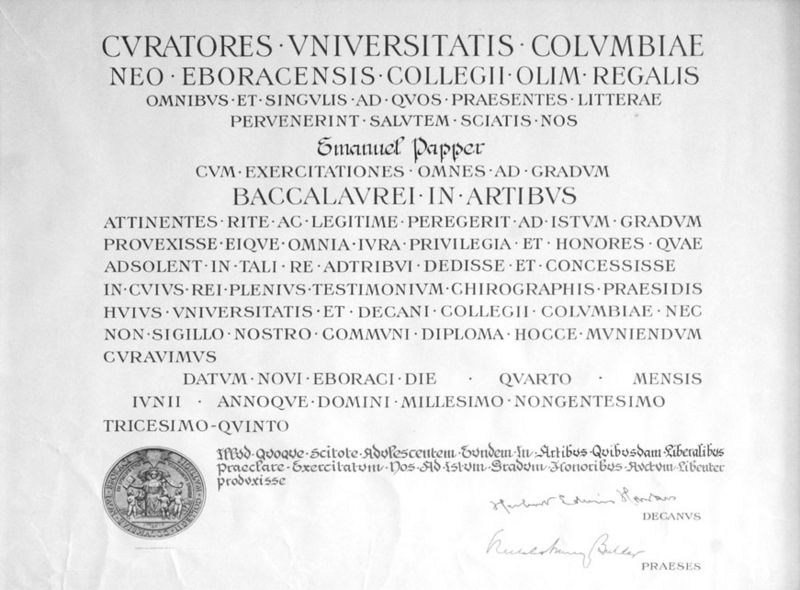 CVRATORES · VNIVERSITATIS · COLVMBIAE
NEO · EBORACENSIS · COLLEGII · OLIM · REGALIS
OMNIBVS · ET · SINGVLIS · AD · QVOS · PRAESENTES · LITTERAE
PERVENERINT · SALVTEM · SCIATIS · NOS
Emanuel Papper
CVM · EXERCITATIONES · OMNES · AD · GRADVM
BACCALAVREI · IN · ARTIBVS
ATTINENTES · RITE · AC · LEGITIME · PEREGERIT · AD · ISTVM · GRADVM
PROVEXISSE · EIQVE · OMNIA · IVRA · PRIVILEGIA · ET · HONORES · QVAE
ADSOLENT · IN · TALI · RE · ADTRIBVI · DEDISSE · ET · CONCESSISSE
IN · CVIVS · REI · PLENIVS · TESTIMONIVM · CHIROGRAPHIS · PRAESIDIS
HVIVS · VNIVERSITATIS · ET · DECANI · COLLEGII · COLVMBIAE · NEC
NON · SIGILLO · NOSTRO · COMMVNI · DIPLOMA · HOCCE · MVNIENDVM
CVRAVIMVS
DATVM · NOVI · EBORACI · DIE · QVARTO · MENSIS
IVNII · ANNOQVE · DOMINI · MILLESIMO · NONGENTESIMO
TRICESIMO-QVINTO
Illud · Quoque · Scitote · Adolescentem · Eundem · In · Artibus · Quibusdam · Liberalibus
Praeclare · Exercitatum · Nos · Ad · Istum · Gradum · Honoribus · Auctum · Libenter
provexisse
DECANVS
PRAESES